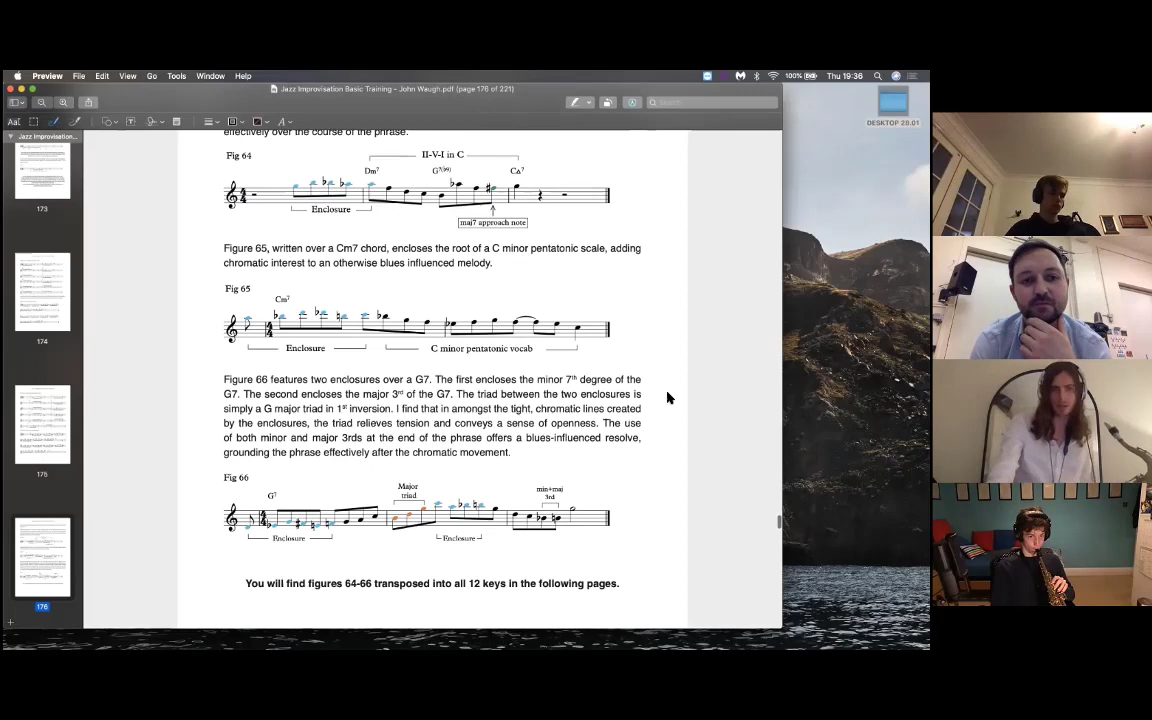 Preview File Edit View Go Tools Window Help
100% Thu 19:36
Jazz Improvisation Basic Training - John Waugh.pdf (page 176 of 221)
Search
DESKTOP 28.01
Jazz Improvisation...
173
174
175
176
effectively over the course of the phrase.
Fig 64
II-V-I in C
Dm7 G7(b9) C△7
Enclosure
maj7 approach note
Figure 65, written over a Cm7 chord, encloses the root of a C minor pentatonic scale, adding
chromatic interest to an otherwise blues influenced melody.
Fig 65
Cm7
Enclosure C minor pentatonic vocab
Figure 66 features two enclosures over a G7. The first encloses the minor 7th degree of the
G7. The second encloses the major 3rd of the G7. The triad between the two enclosures is
simply a G major triad in 1st inversion. I find that in amongst the tight, chromatic lines created
by the enclosures, the triad relieves tension and conveys a sense of openness. The use
of both minor and major 3rds at the end of the phrase offers a blues-influenced resolve,
grounding the phrase effectively after the chromatic movement.
Fig 66
G7
Major
triad
min+maj
3rd
Enclosure Enclosure
You will find figures 64-66 transposed into all 12 keys in the following pages.